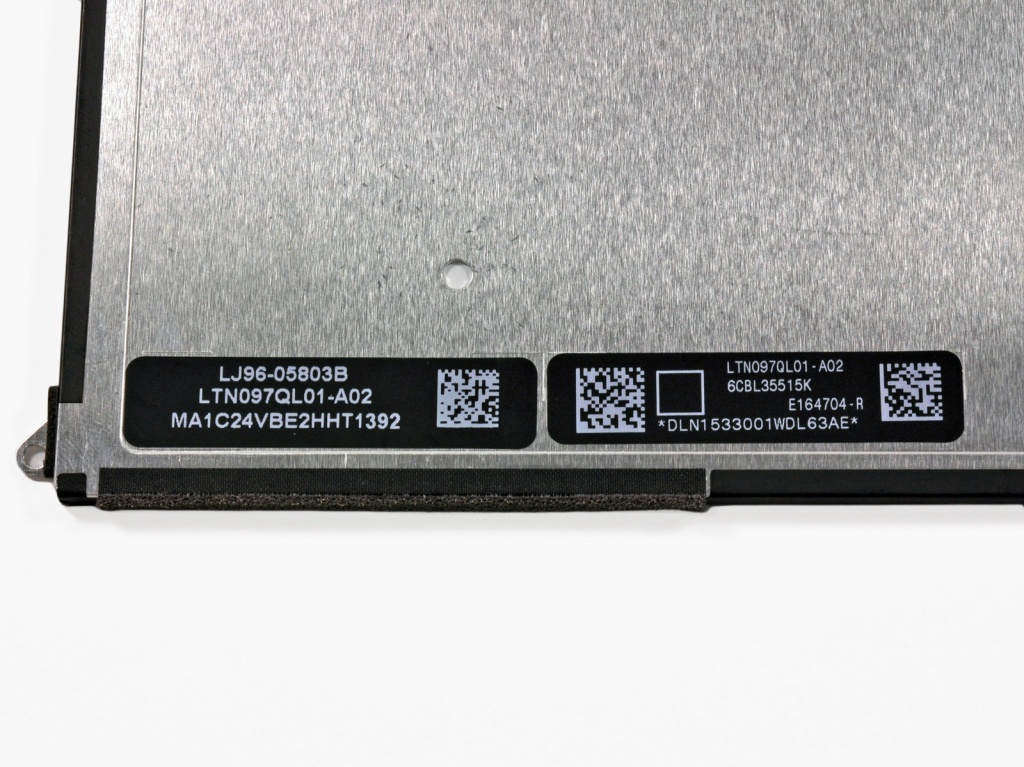 LJ96-05803B
LTN097QL01-A02
MA1C24VBE2HHT1392
LTN097QL01-A02
6CBL35515K
E164704-R
*DLN1533001WDL63AE*